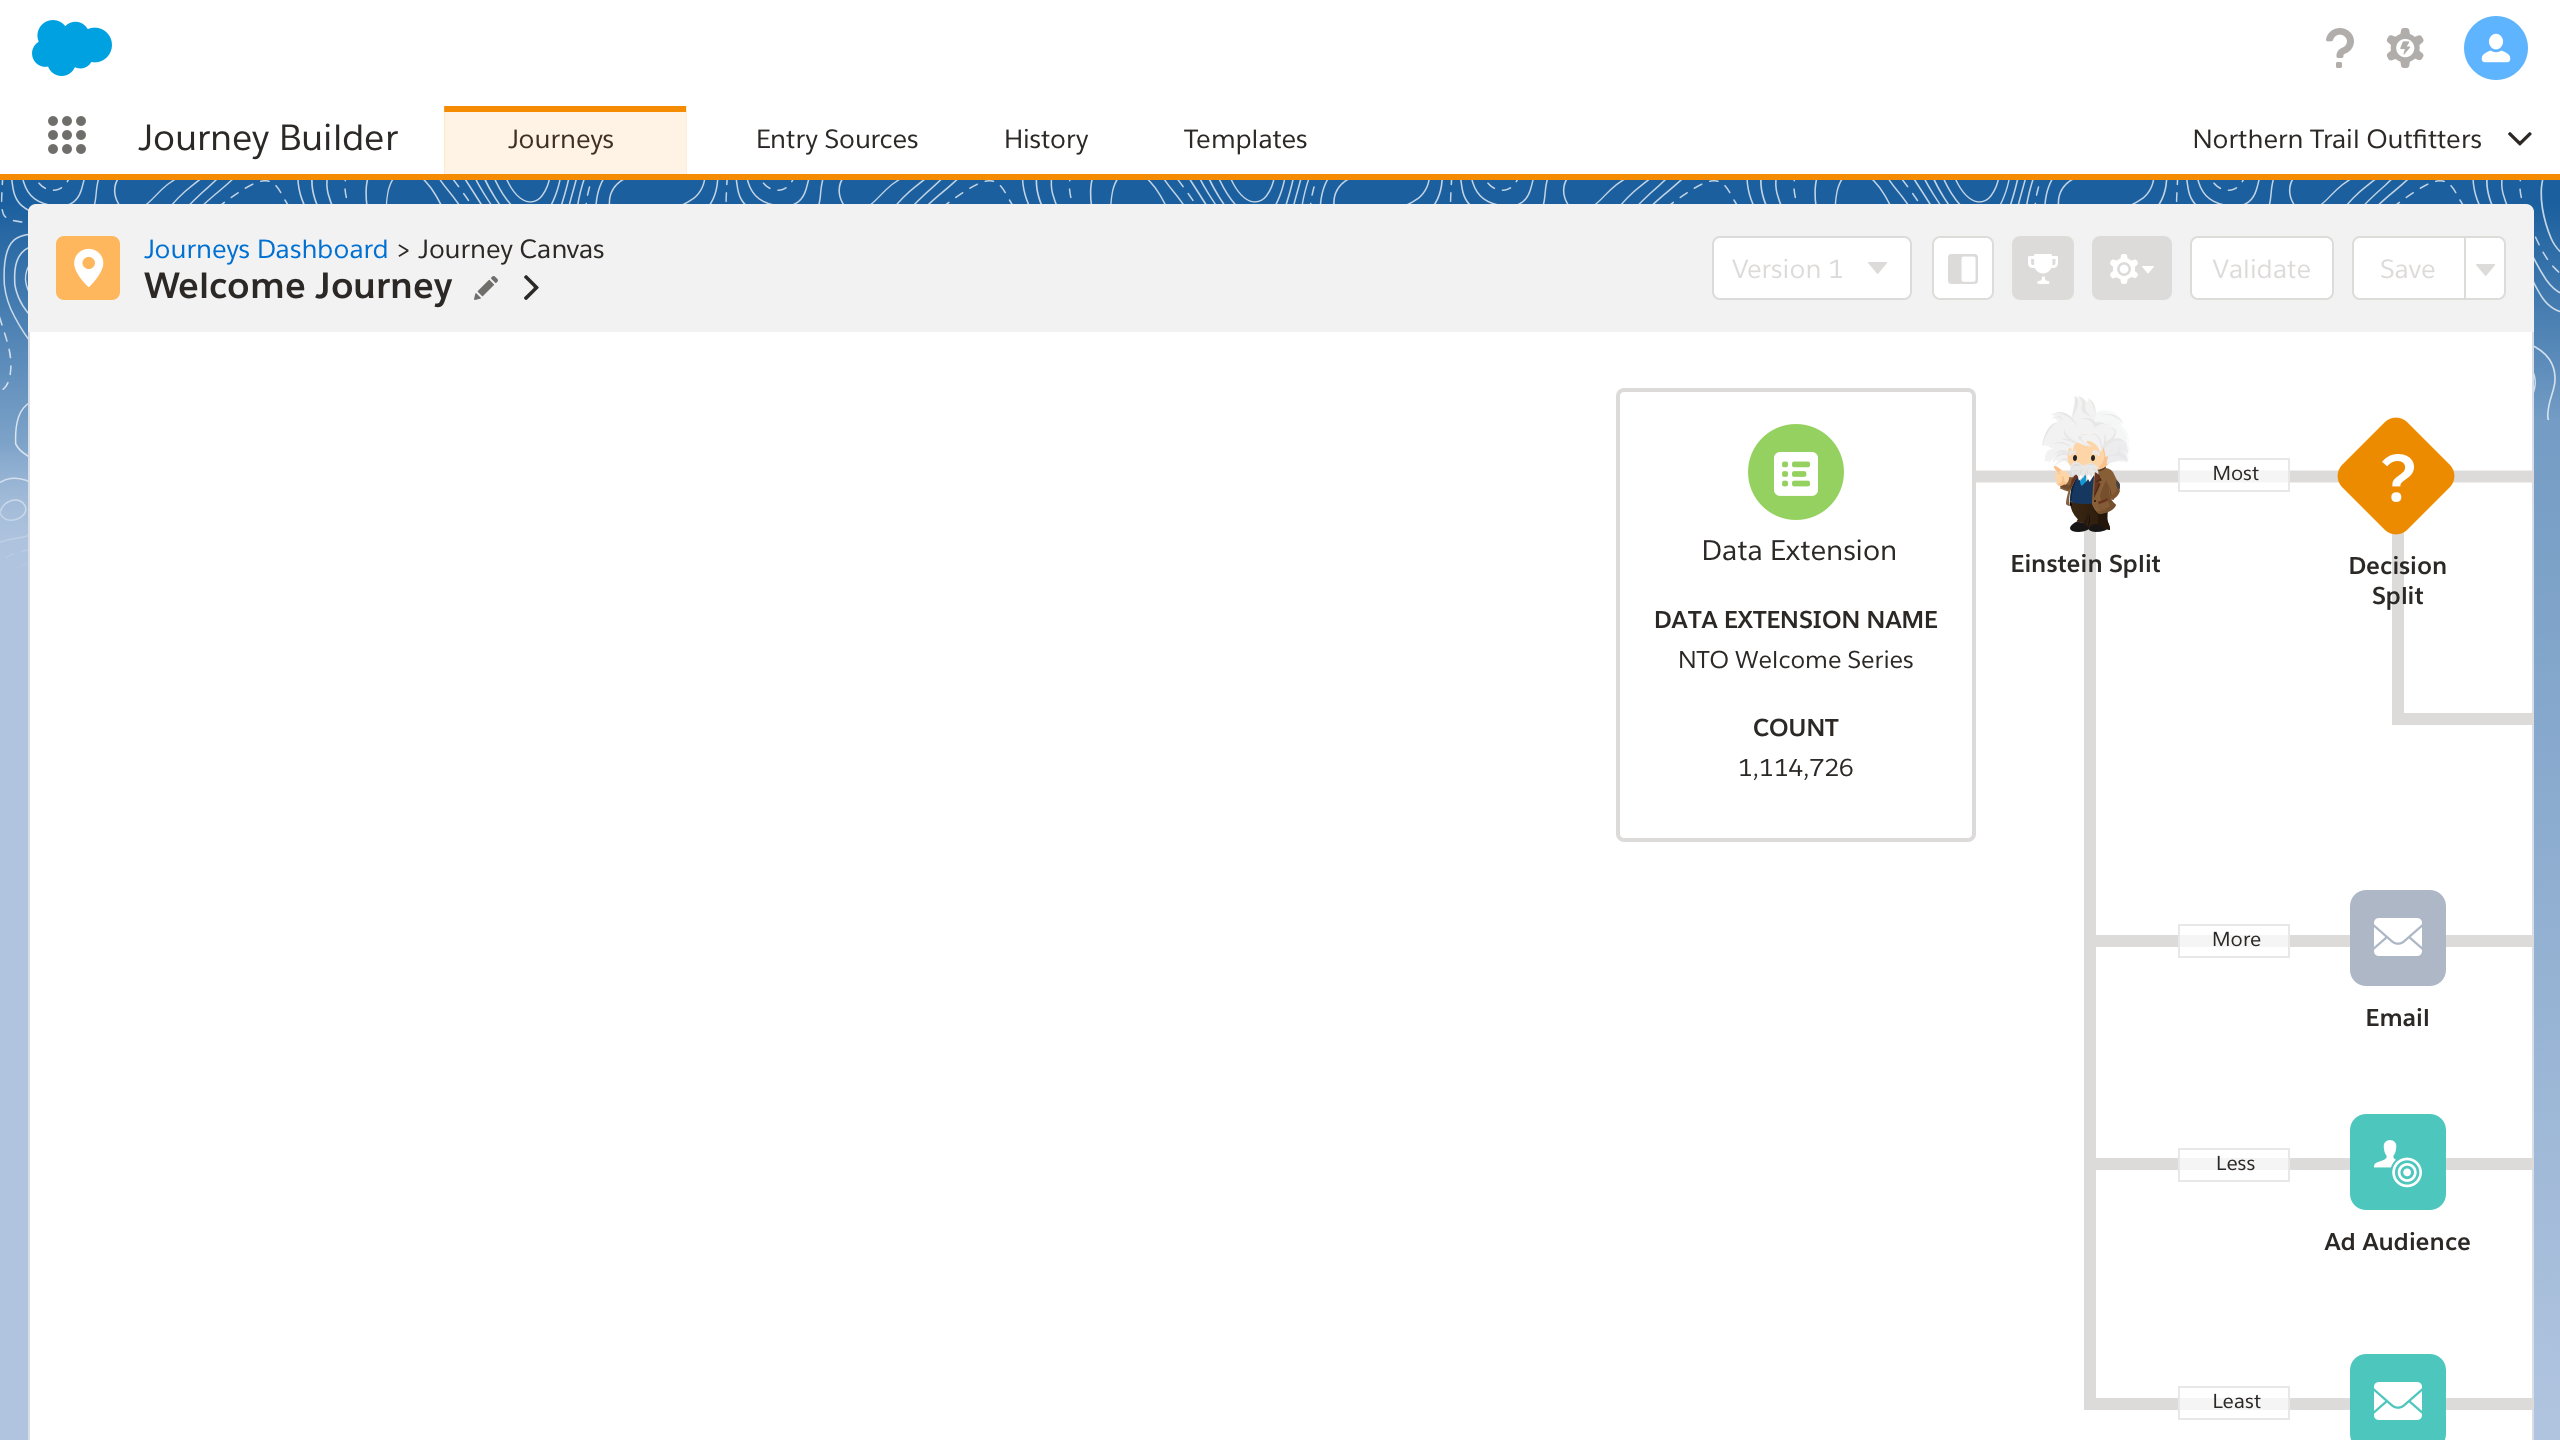 Journey Builder
Journeys
Entry Sources
History
Templates
Northern Trail Outfitters
Journeys Dashboard > Journey Canvas
Welcome Journey
Version 1
Validate
Save
Data Extension
DATA EXTENSION NAME
NTO Welcome Series
COUNT
1,114,726
Einstein Split
Most
Decision
Split
More
Email
Less
Ad Audience
Least